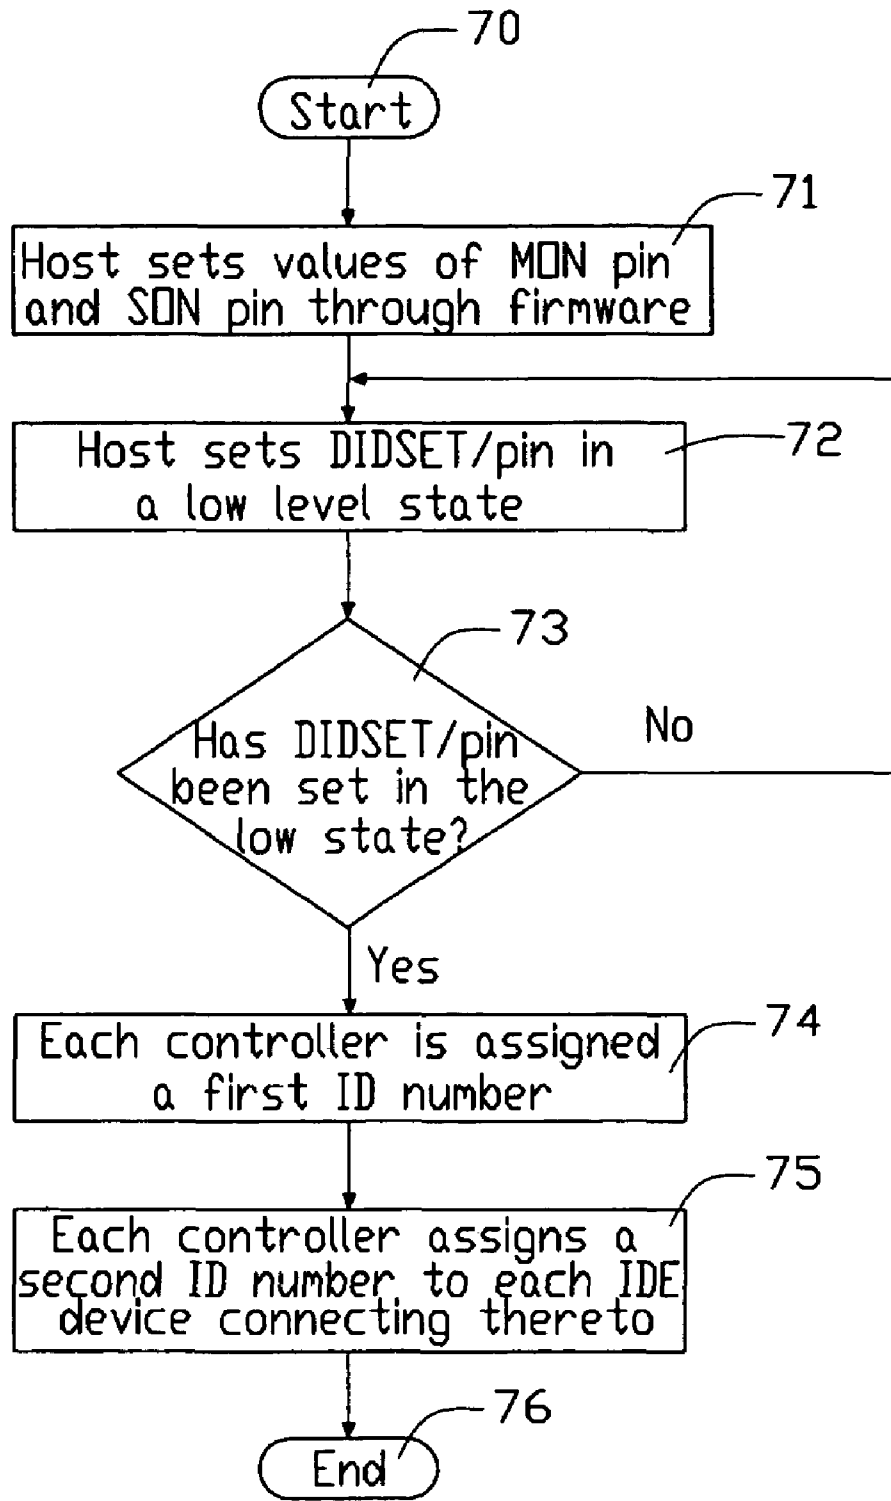 70
Start
71
Host sets values of MON pin
and SON pin through firmware
Host sets DIDSET/pin in
72
a low level state
73
Has DIDSET/pin
been set in the
low state?
No
Yes
74
Each controller is assigned
a first ID number
75
Each controller assigns a
second ID number to each IDE
device connecting thereto
76
End